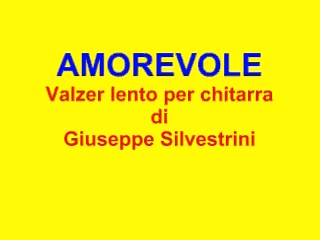 AMOREVOLE
Valzer lento per chitarra
di
Giuseppe Silvestrini